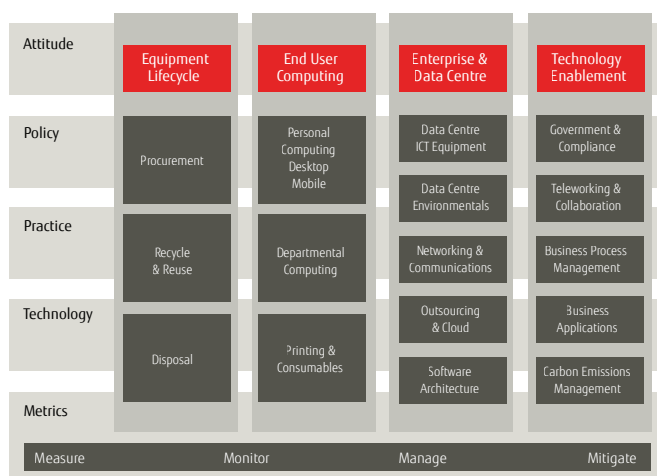 Attitude
Equipment
Lifecycle
End User
Computing
Enterprise &
Data Centre
Technology
Enablement
Policy
Procurement
Personal
Computing
Desktop
Mobile
Data Centre
ICT Equipment
Government &
Compliance
Data Centre
Environmentals
Teleworking &
Collaboration
Practice
Recycle
& Reuse
Departmental
Computing
Networking &
Communications
Business Process
Management
Technology
Disposal
Printing &
Consumables
Outsourcing
& Cloud
Business
Applications
Software
Architecture
Carbon Emissions
Management
Metrics
Measure Monitor Manage Mitigate